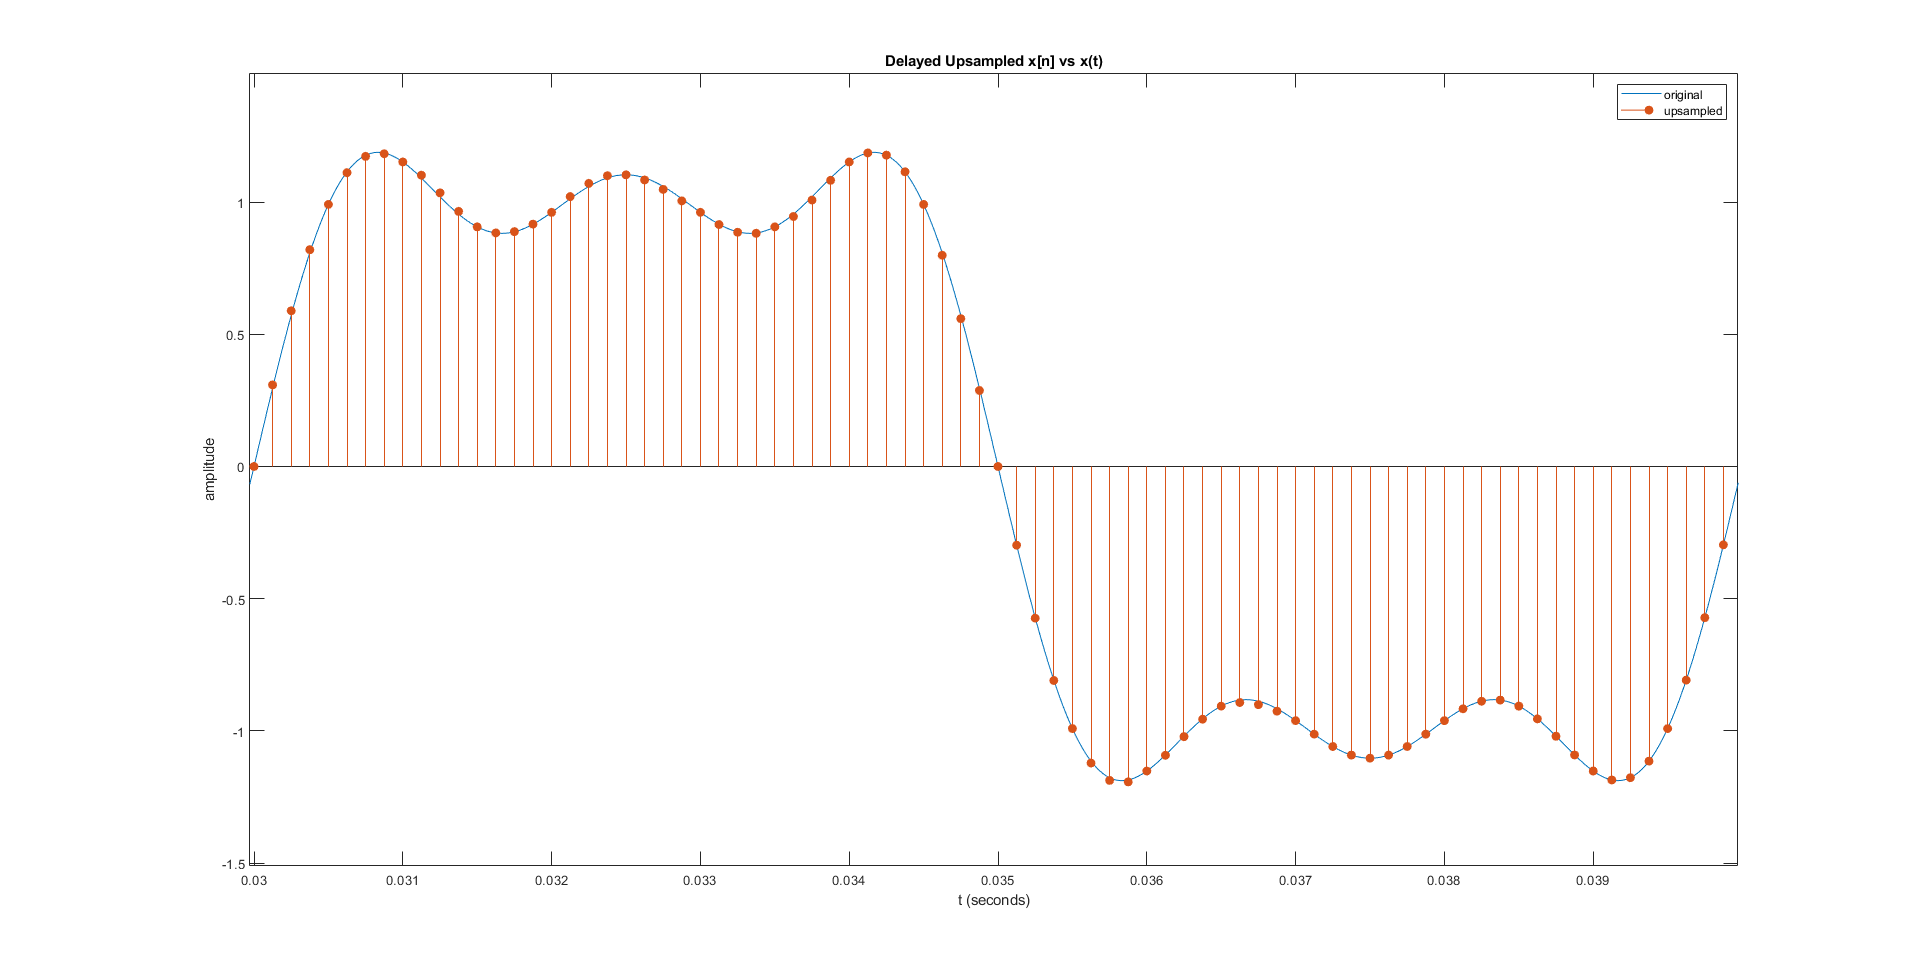 Delayed Upsampled x[n] vs x(t)
original
upsampled
1
0.5
0
-0.5
-1
-1.5
amplitude
0.03 0.031 0.032 0.033 0.034 0.035 0.036 0.037 0.038 0.039
t (seconds)